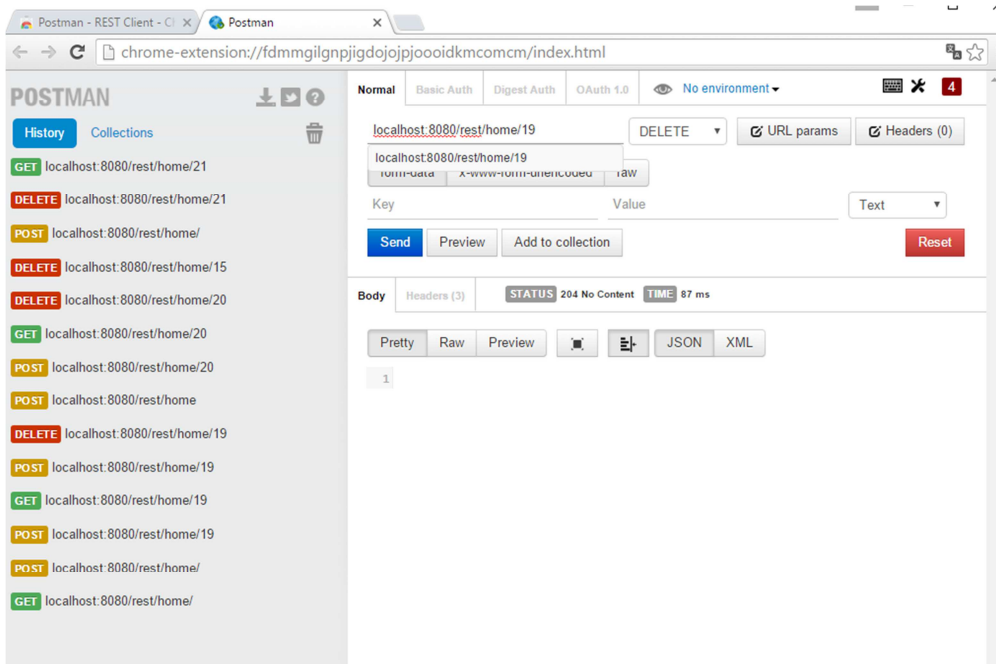 Postman - REST Client - C
Postman
chrome-extension://fdmmgilgnpjigdojojpjoooidkmcomcm/index.html
POSTMAN
History Collections
GET localhost:8080/rest/home/21
DELETE localhost:8080/rest/home/21
POST localhost:8080/rest/home/
DELETE localhost:8080/rest/home/15
DELETE localhost:8080/rest/home/20
GET localhost:8080/rest/home/20
POST localhost:8080/rest/home/20
POST localhost:8080/rest/home
DELETE localhost:8080/rest/home/19
POST localhost:8080/rest/home/19
GET localhost:8080/rest/home/19
POST localhost:8080/rest/home/19
POST localhost:8080/rest/home/
GET localhost:8080/rest/home/
Normal Basic Auth Digest Auth OAuth 1.0 No environment 4
localhost:8080/rest/home/19 DELETE URL params Headers (0)
localhost:8080/rest/home/19
form-data x-www-form-urlencoded raw
Key Value Text
Send Preview Add to collection Reset
Body Headers (3) STATUS 204 No Content TIME 87 ms
Pretty Raw Preview JSON XML
1